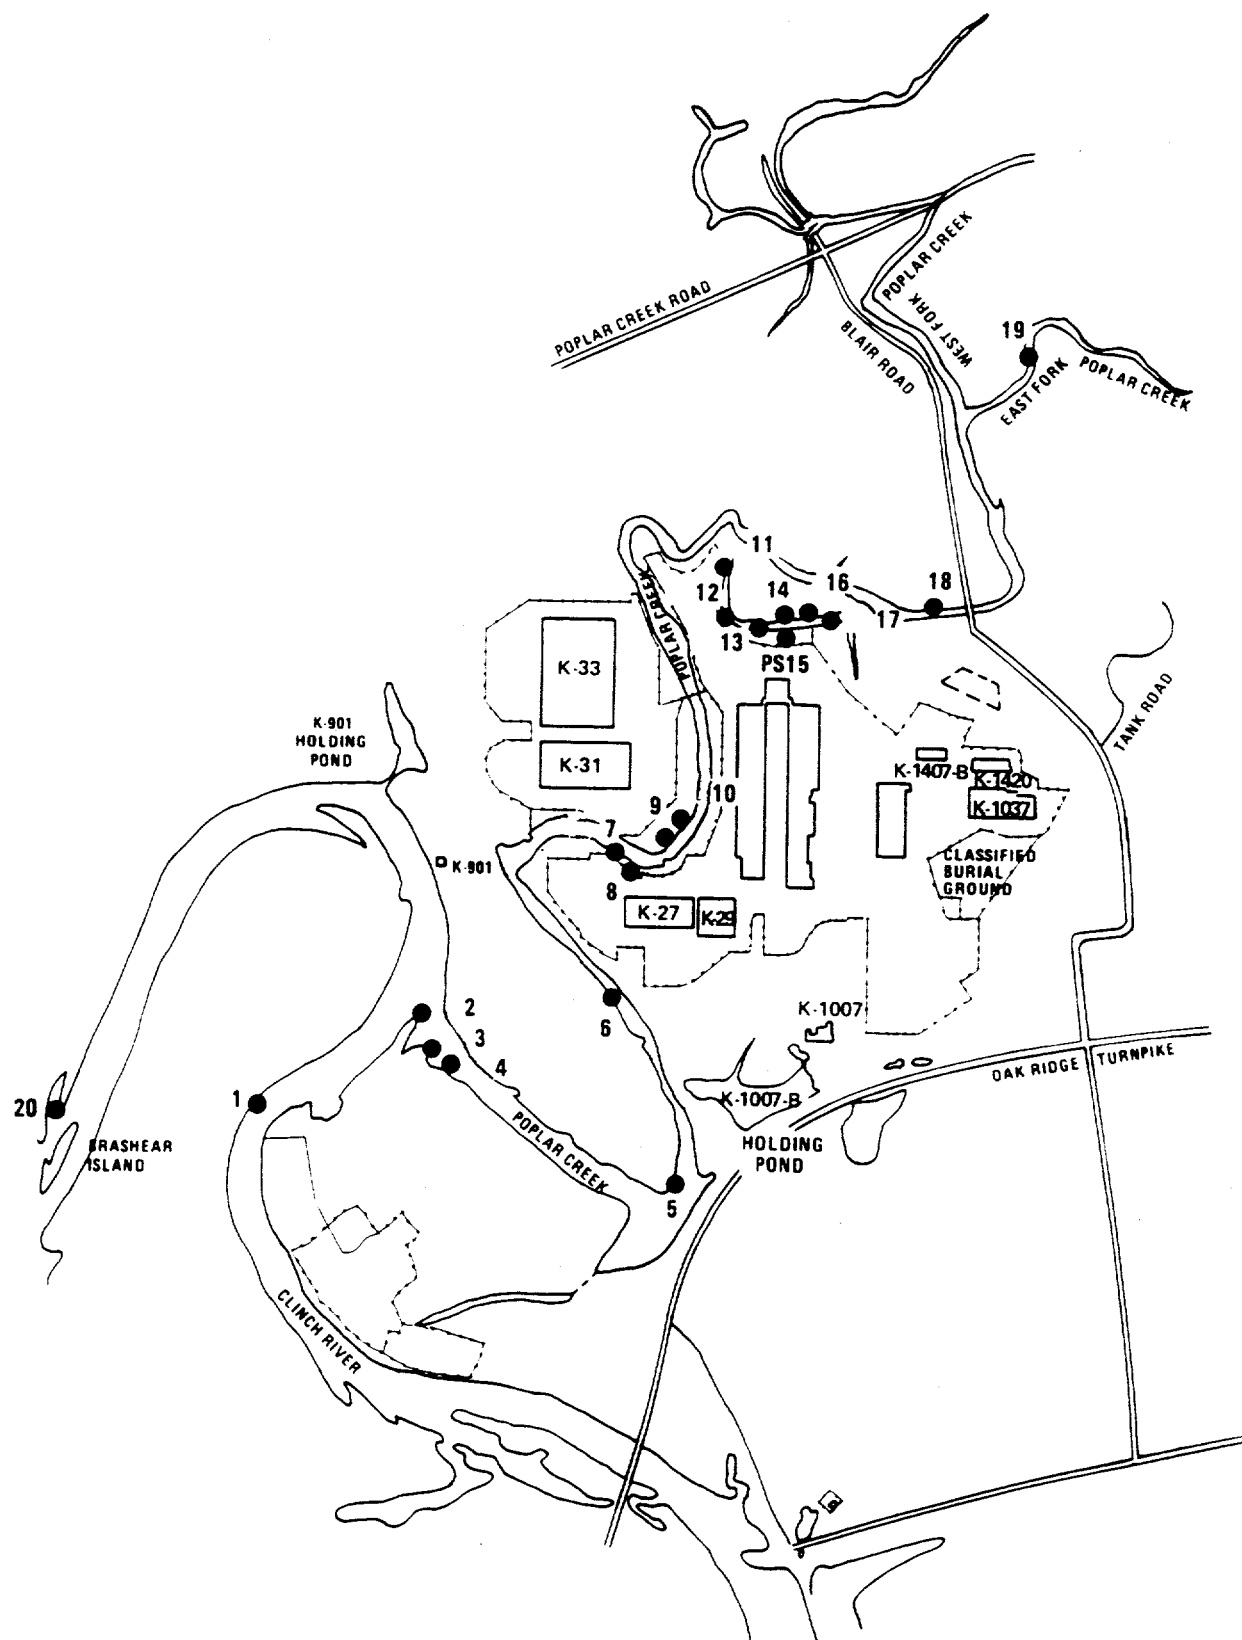 POPLAR CREEK
WEST FORK
POPLAR CREEK ROAD
BLAIR ROAD
19
POPLAR CREEK
EAST FORK
11
12
14
16
18
17
13
POPLAR CREEK
PS15
K-33
TANK ROAD
K-901
HOLDING
POND
K-31
K-1407-B
K-1420
10
9
K-1037
7
K-901
8
CLASSIFIED
BURIAL
GROUND
K-27
K-29
2
6
K-1007
3
4
OAK RIDGE TURNPIKE
1
20
K-1007-B
HOLDING
POND
POPLAR CREEK
BRASHEAR
ISLAND
5
CLINCH RIVER